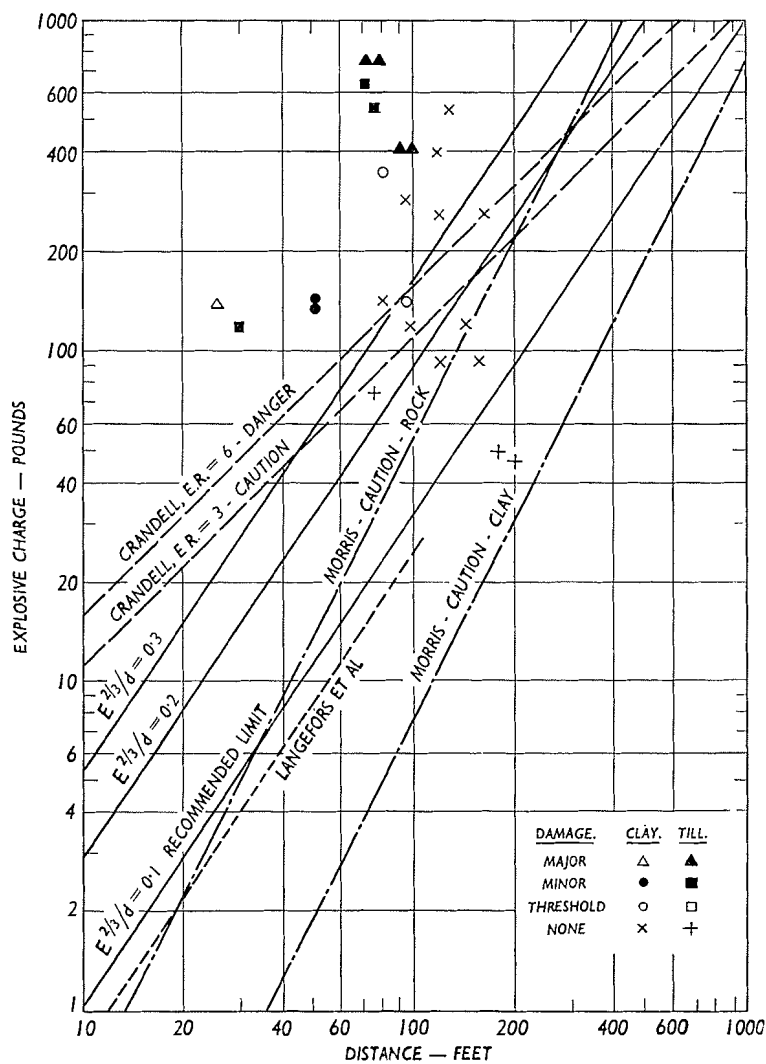 1000
600
400
200
100
60
40
20
10
6
4
2
1
EXPLOSIVE CHARGE — POUNDS
CRANDELL, E.R. = 6 - DANGER
CRANDELL, E.R. = 3 - CAUTION
E 2/3/d = 0·3
E 2/3/d = 0·2
E 2/3/d = 0·1 RECOMMENDED LIMIT
MORRIS - CAUTION - ROCK
LANGEFORS ET AL
MORRIS - CAUTION - CLAY
DAMAGE. CLAY. TILL.
MAJOR
MINOR
THRESHOLD
NONE
10 20 40 60 100 200 400 600 1000
DISTANCE — FEET